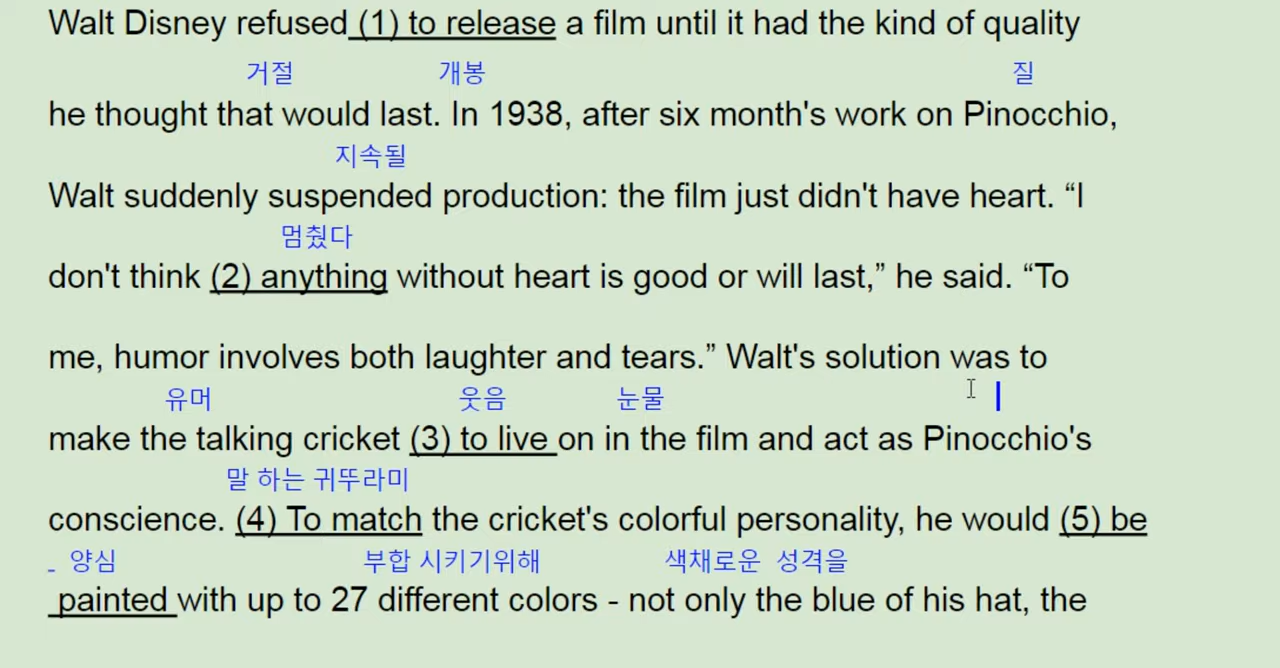 Walt Disney refused (1) to release a film until it had the kind of quality
거절 개봉 질
he thought that would last. In 1938, after six month's work on Pinocchio,
지속될
Walt suddenly suspended production: the film just didn't have heart. “I
멈췄다
don't think (2) anything without heart is good or will last,” he said. “To
me, humor involves both laughter and tears.” Walt's solution was to
유머 웃음 눈물
make the talking cricket (3) to live on in the film and act as Pinocchio's
말 하는 귀뚜라미
conscience. (4) To match the cricket's colorful personality, he would (5) be
양심 부합 시키기위해 색채로운 성격을
painted with up to 27 different colors - not only the blue of his hat, the